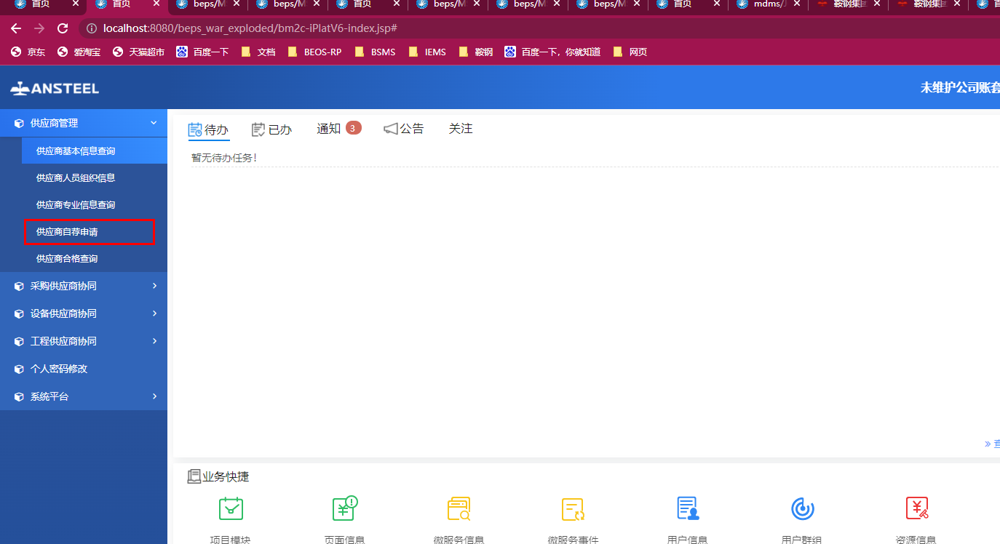 首页 首页 beps/M beps/M 首页 beps/M beps/M beps/M 首页 mdms/ 鞍钢集团 鞍钢集团
localhost:8080/beps_war_exploded/bm2c-iPlatV6-index.jsp#
京东 爱淘宝 天猫超市 百度一下 文档 BEOS-RP BSMS IEMS 鞍钢 百度一下，你就知道 网页
ANSTEEL 未维护公司账套
供应商管理
供应商基本信息查询
供应商人员组织信息
供应商专业信息查询
供应商自荐申请
供应商合格查询
采购供应商协同
设备供应商协同
工程供应商协同
个人密码修改
系统平台
待办 已办 通知 3 公告 关注
暂无待办任务!
» 查
业务快捷
项目模块 页面信息 微服务信息 微服务事件 用户信息 用户群组 资源信息